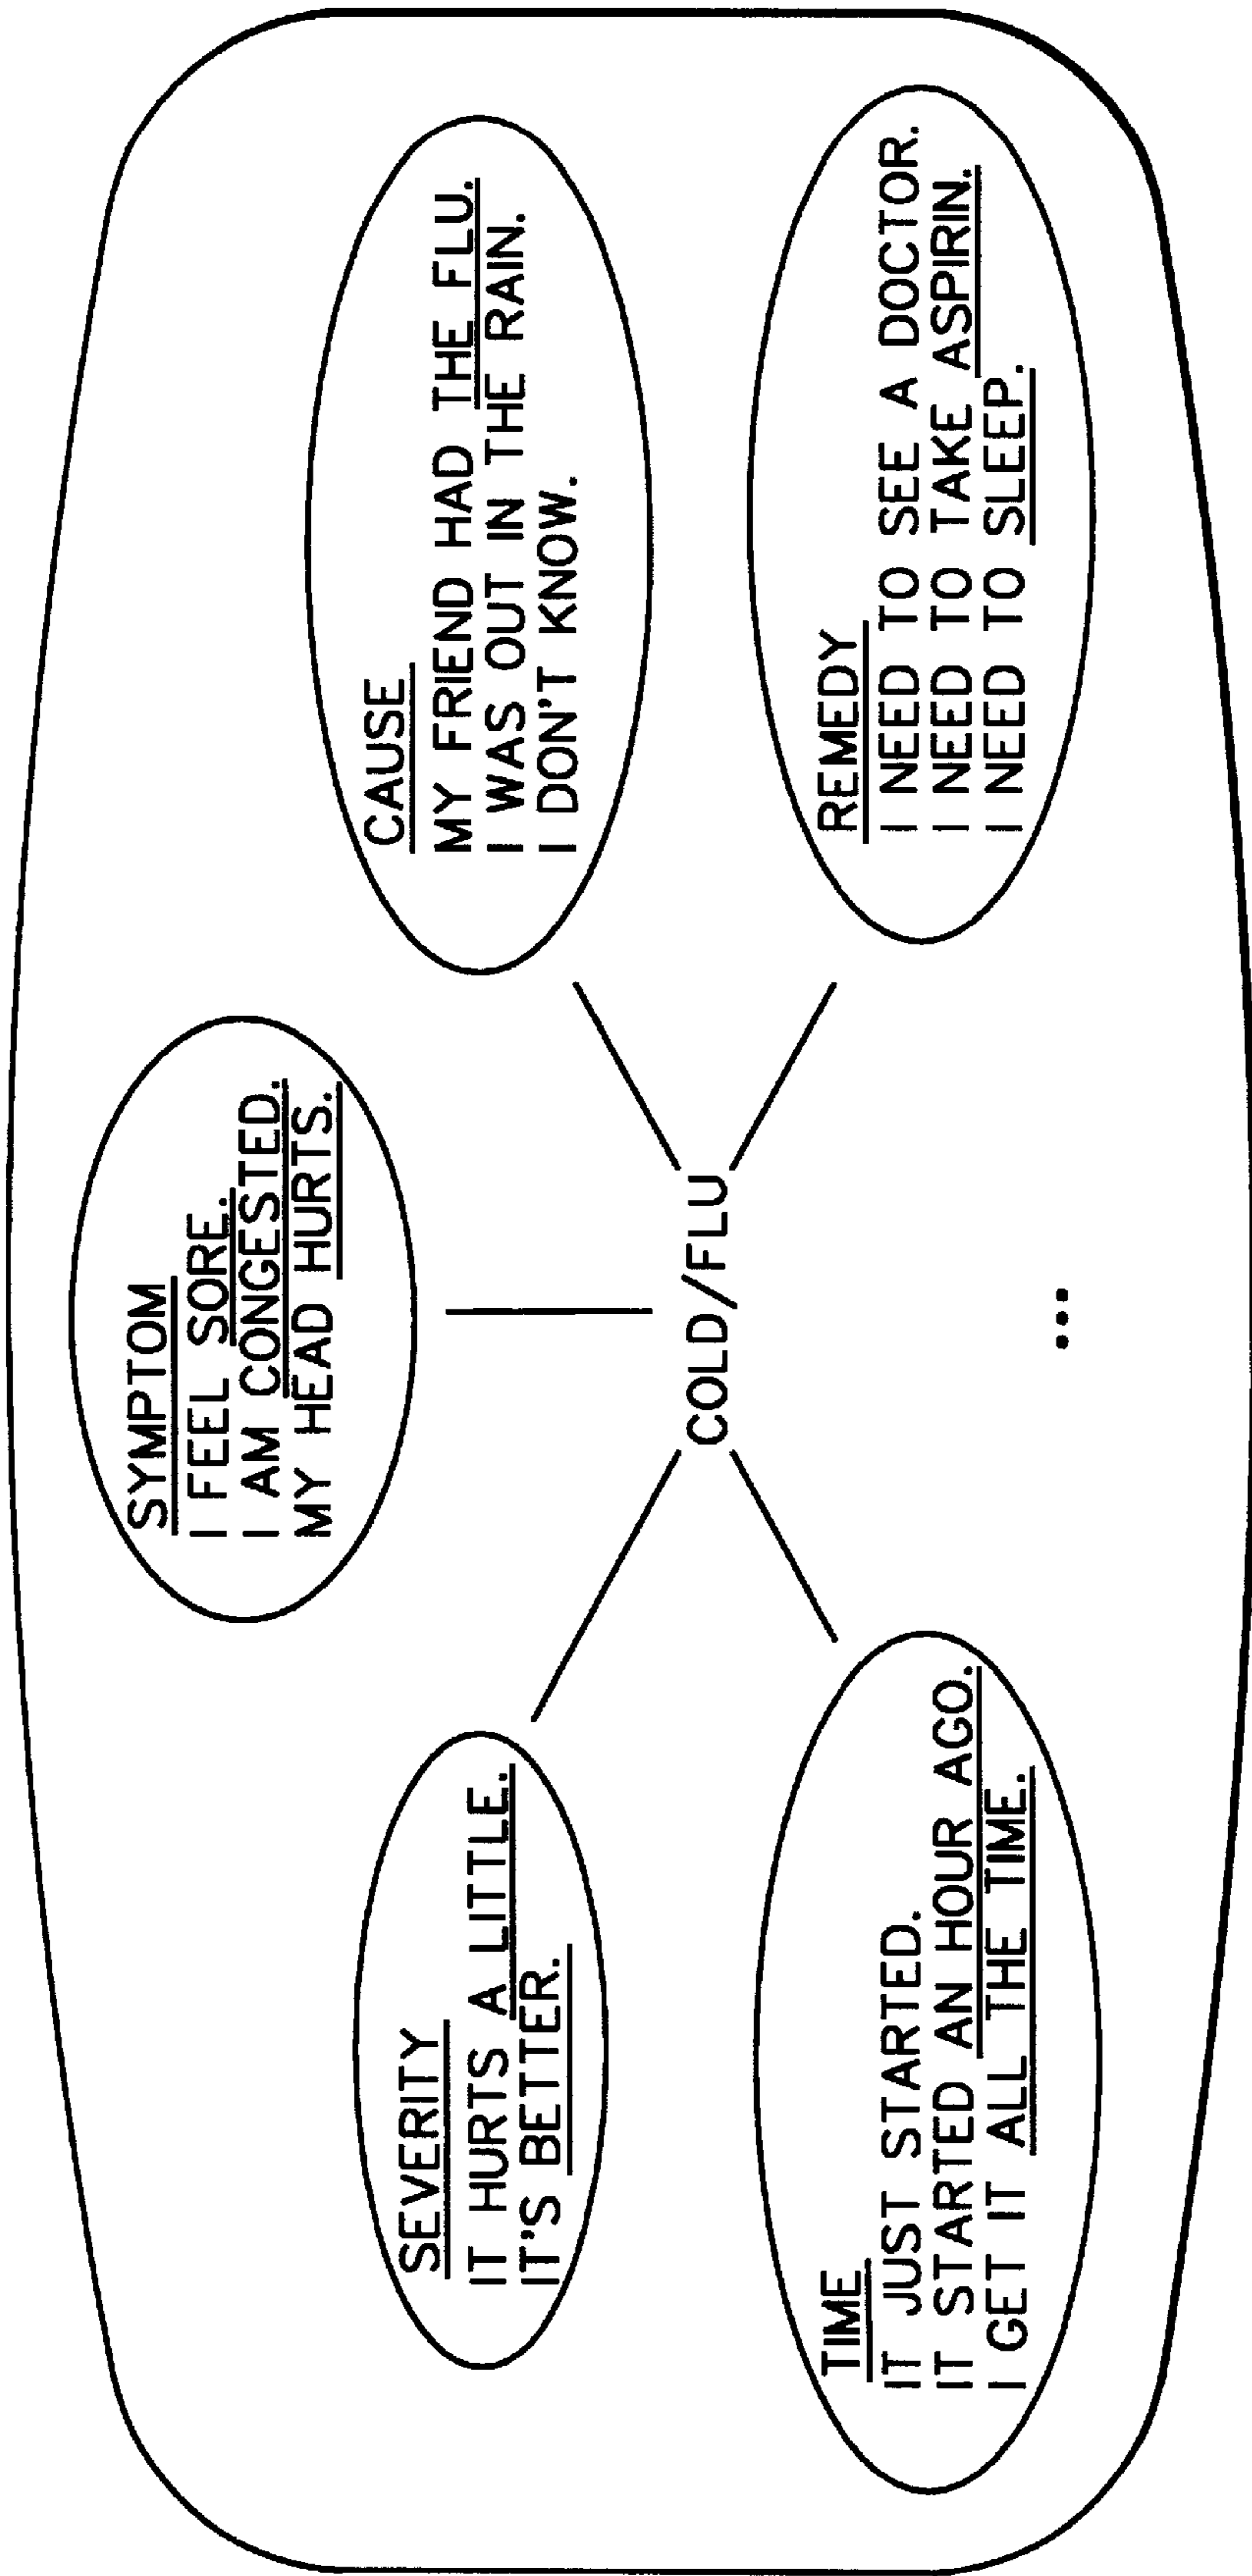 SYMPTOM
I FEEL SORE.
I AM CONGESTED.
MY HEAD HURTS.
SEVERITY
IT HURTS A LITTLE.
IT'S BETTER.
CAUSE
MY FRIEND HAD THE FLU.
I WAS OUT IN THE RAIN.
I DON'T KNOW.
COLD/FLU
TIME
IT JUST STARTED.
IT STARTED AN HOUR AGO.
I GET IT ALL THE TIME.
REMEDY
I NEED TO SEE A DOCTOR.
I NEED TO TAKE ASPIRIN.
I NEED TO SLEEP.
...